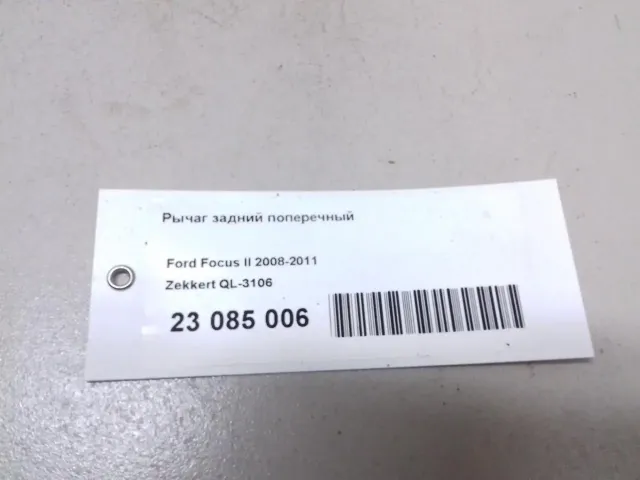 Рычаг задний поперечный
Ford Focus II 2008-2011
Zekkert QL-3106
23 085 006